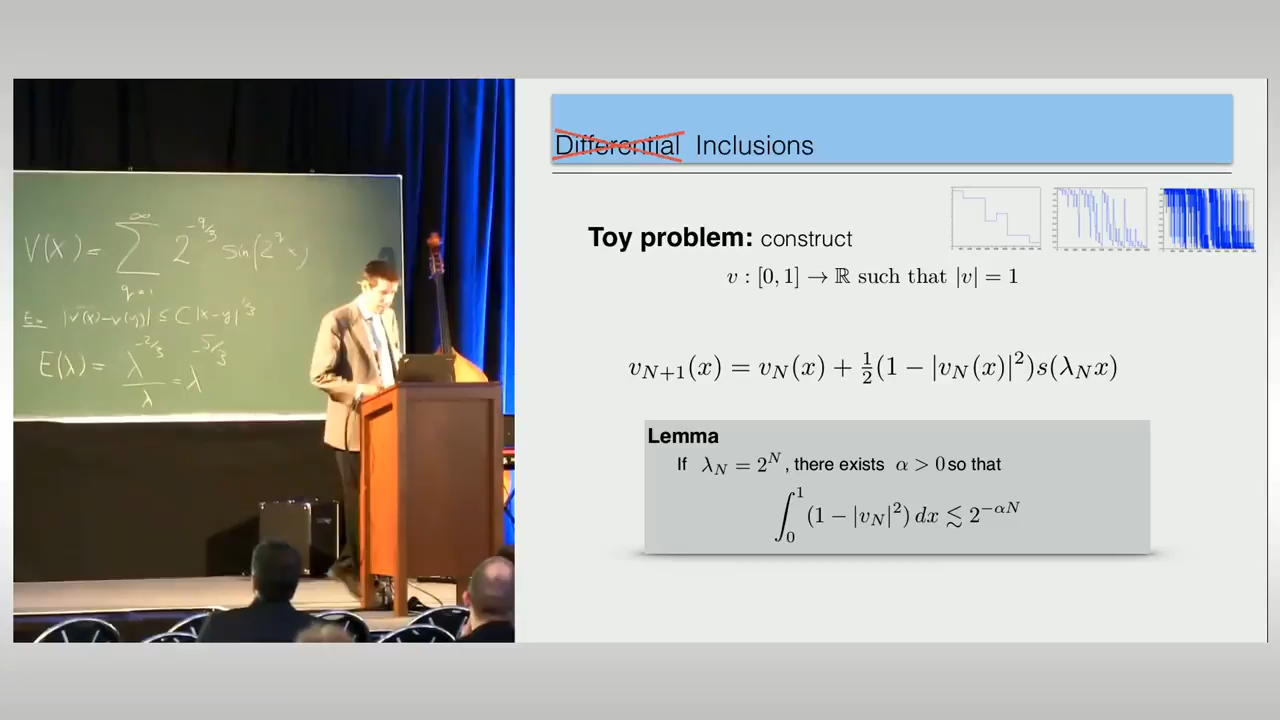 V(x) = ∑_{q=1}^{∞} 2^{-q/3} sin(2^q x)
|v(x)-v(y)| ≤ C|x-y|^{1/3}
E(λ) = λ^{-2/3}/λ = λ^{-5/3}
Differential Inclusions
Toy problem: construct
v : [0, 1] → ℝ such that |v| = 1
v_{N+1}(x) = v_N(x) + ½(1 − |v_N(x)|²)s(λ_N x)
Lemma
If λ_N = 2^N, there exists α > 0 so that
∫_0^1 (1 − |v_N|²) dx ≲ 2^{−αN}